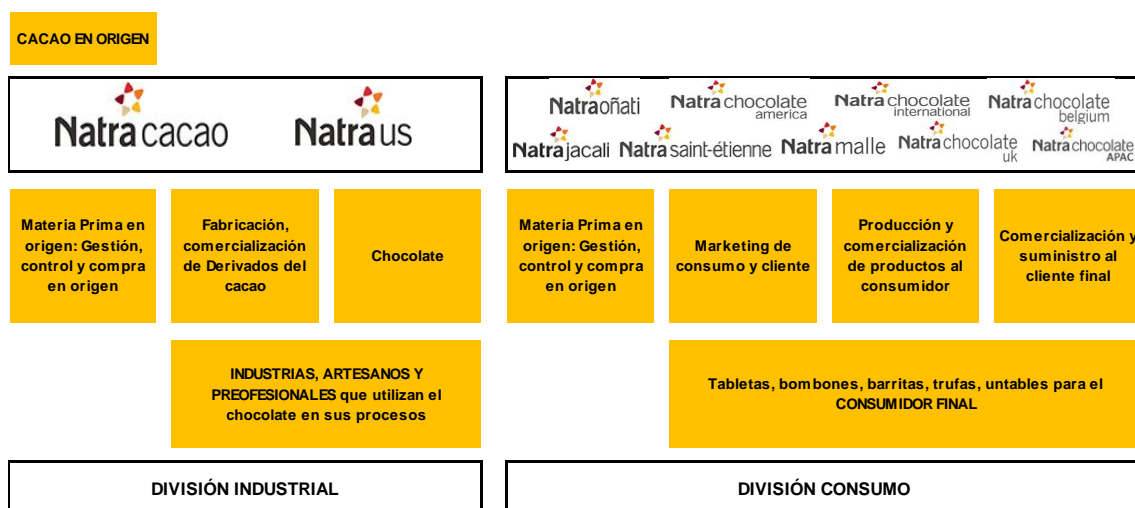 CACAO EN ORIGEN
Natra cacao
Natra us
Natra oñati
Natra chocolate
america
Natra chocolate
international
Natra chocolate
belgium
Natra jacali
Natra saint-étienne
Natra malle
Natra chocolate
uk
Natra chocolate
APAC
Materia Prima en
origen: Gestión,
control y compra
en origen
Fabricación,
comercialización
de Derivados del
cacao
Chocolate
Materia Prima en
origen: Gestión,
control y compra
en origen
Marketing de
consumo y cliente
Producción y
comercialización
de productos al
consumidor
Comercialización y
suministro al
cliente final
INDUSTRIAS, ARTESANOS Y
PREOFESIONALES que utilizan el
chocolate en sus procesos
Tabletas, bombones, barritas, trufas, untables para el
CONSUMIDOR FINAL
DIVISIÓN INDUSTRIAL
DIVISIÓN CONSUMO